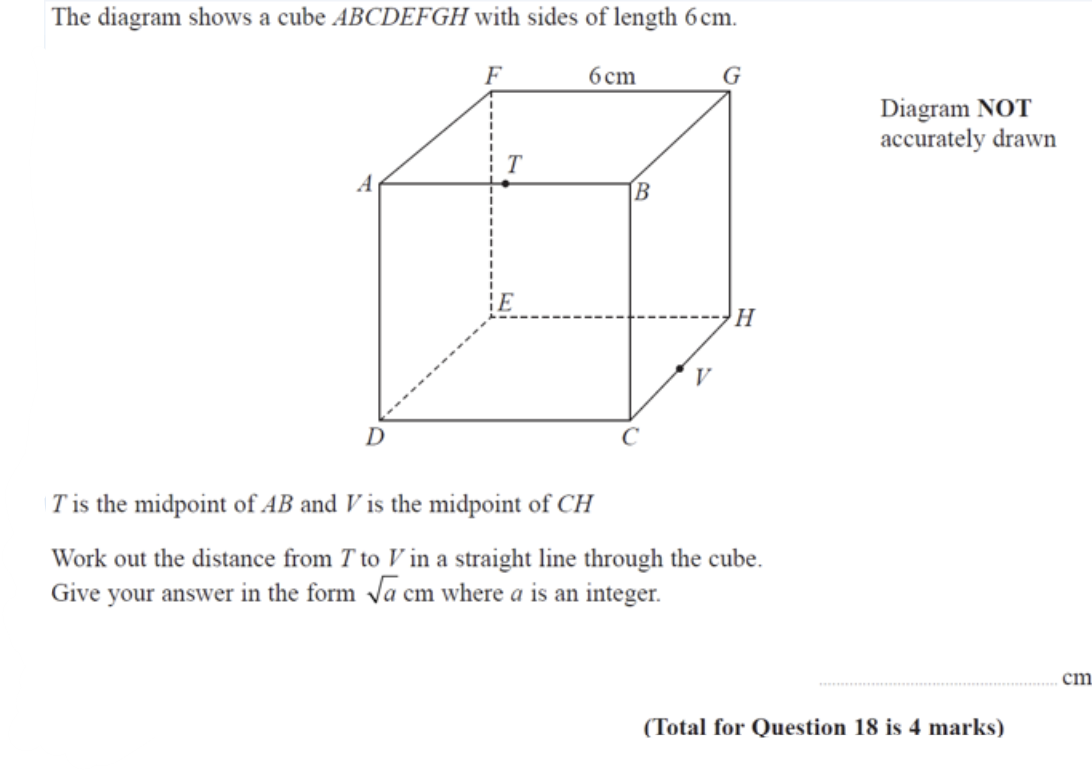 The diagram shows a cube ABCDEFGH with sides of length 6 cm.
F
6 cm
G
Diagram NOT
accurately drawn
A
T
B
E
H
V
D
C
T is the midpoint of AB and V is the midpoint of CH
Work out the distance from T to V in a straight line through the cube.
Give your answer in the form √a cm where a is an integer.
cm
(Total for Question 18 is 4 marks)